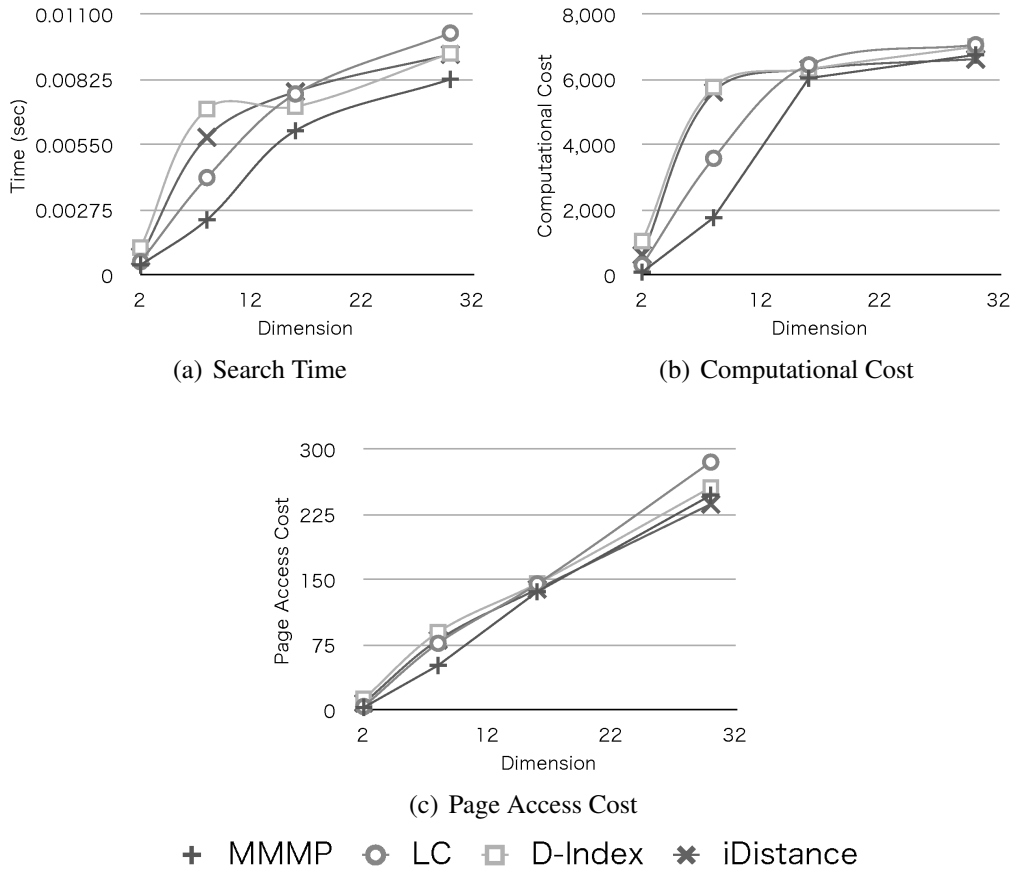 0.01100
0.00825
0.00550
0.00275
0
Time (sec)
2 12 22 32
Dimension
(a) Search Time
8,000
6,000
4,000
2,000
0
Computational Cost
2 12 22 32
Dimension
(b) Computational Cost
300
225
150
75
0
Page Access Cost
2 12 22 32
Dimension
(c) Page Access Cost
MMMP LC D-Index iDistance